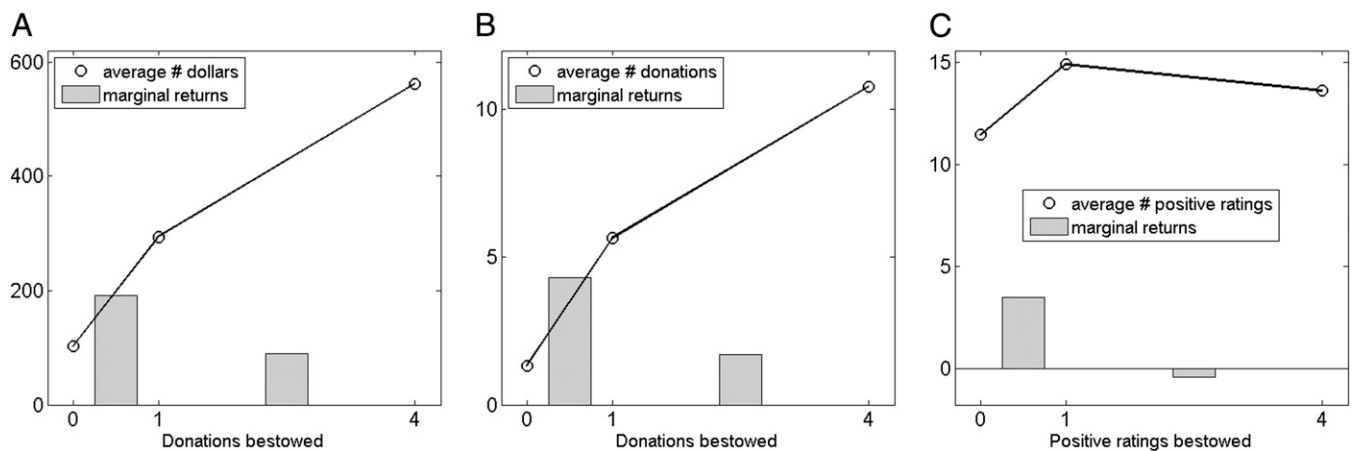 A
600
400
200
0
average # dollars
marginal returns
0 1 4
Donations bestowed
B
10
5
0
average # donations
marginal returns
0 1 4
Donations bestowed
C
15
10
5
0
average # positive ratings
marginal returns
0 1 4
Positive ratings bestowed